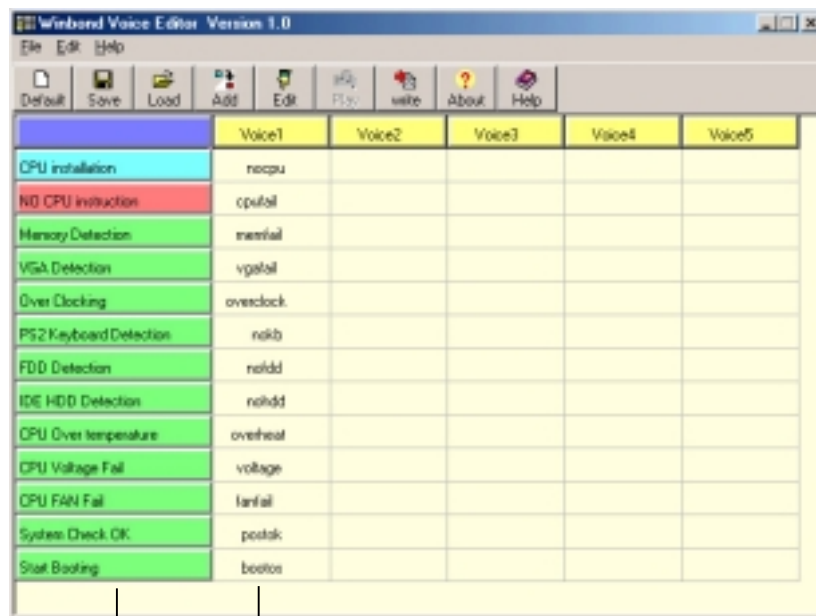 Winbond Voice Editor Version 1.0
File Edit Help
Default Save Load Add Edit Play write About Help
Voice1 Voice2 Voice3 Voice4 Voice5
CPU installation nocpu
NO CPU instruction cpufail
Memory Detection memfail
VGA Detection vgafail
Over Clocking overclock
PS2 Keyboard Detection nokb
FDD Detection nofdd
IDE HDD Detection nohdd
CPU Over temperature overheat
CPU Voltage Fail voltage
CPU FAN Fail fanfail
System Check OK postok
Start Booting bootos